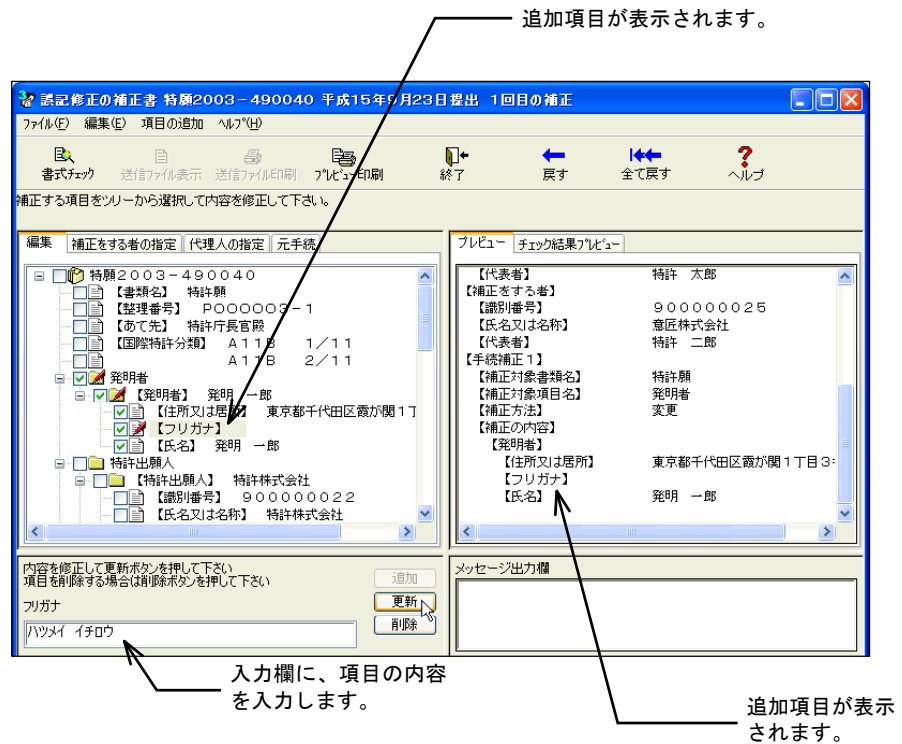 追加項目が表示されます。
誤記修正の補正書 特願2003－490040 平成15年9月23日提出 1回目の補正
ﾌｧｲﾙ(F) 編集(E) 項目の追加 ﾍﾙﾌﾟ(H)
書式ﾁｪｯｸ 送信ﾌｧｲﾙ表示 送信ﾌｧｲﾙ印刷 ﾌﾟﾚﾋﾞｭｰ印刷 終了 戻す 全て戻す ヘルプ
補正する項目をツリーから選択して内容を修正して下さい。
編集 補正をする者の指定 代理人の指定 元手続
特願２００３－４９００４０
【書類名】 特許願
【整理番号】 Ｐ０００００３－１
【あて先】 特許庁長官殿
【国際特許分類】 Ａ１１Ｂ １／１１
Ａ１１Ｂ ２／１１
発明者
【発明者】 発明 一郎
【住所又は居所】 東京都千代田区霞が関１丁
【フリガナ】
【氏名】 発明 一郎
特許出願人
【特許出願人】 特許株式会社
【識別番号】 ９０００００００２２
【氏名又は名称】 特許株式会社
プレビュー チェック結果ﾌﾟﾚﾋﾞｭｰ
【代表者】 特許 太郎
【補正をする者】
【識別番号】 ９００００００２５
【氏名又は名称】 意匠株式会社
【代表者】 特許 二郎
【手続補正１】
【補正対象書類名】 特許願
【補正対象項目名】 発明者
【補正方法】 変更
【補正の内容】
【発明者】
【住所又は居所】 東京都千代田区霞が関１丁目３
【フリガナ】
【氏名】 発明 一郎
内容を修正して更新ボタンを押して下さい
項目を削除する場合は削除ボタンを押して下さい
追加
フリガナ
更新
削除
ハツメイ イチロウ
メッセージ出力欄
入力欄に、項目の内容
を入力します。
追加項目が表示
されます。